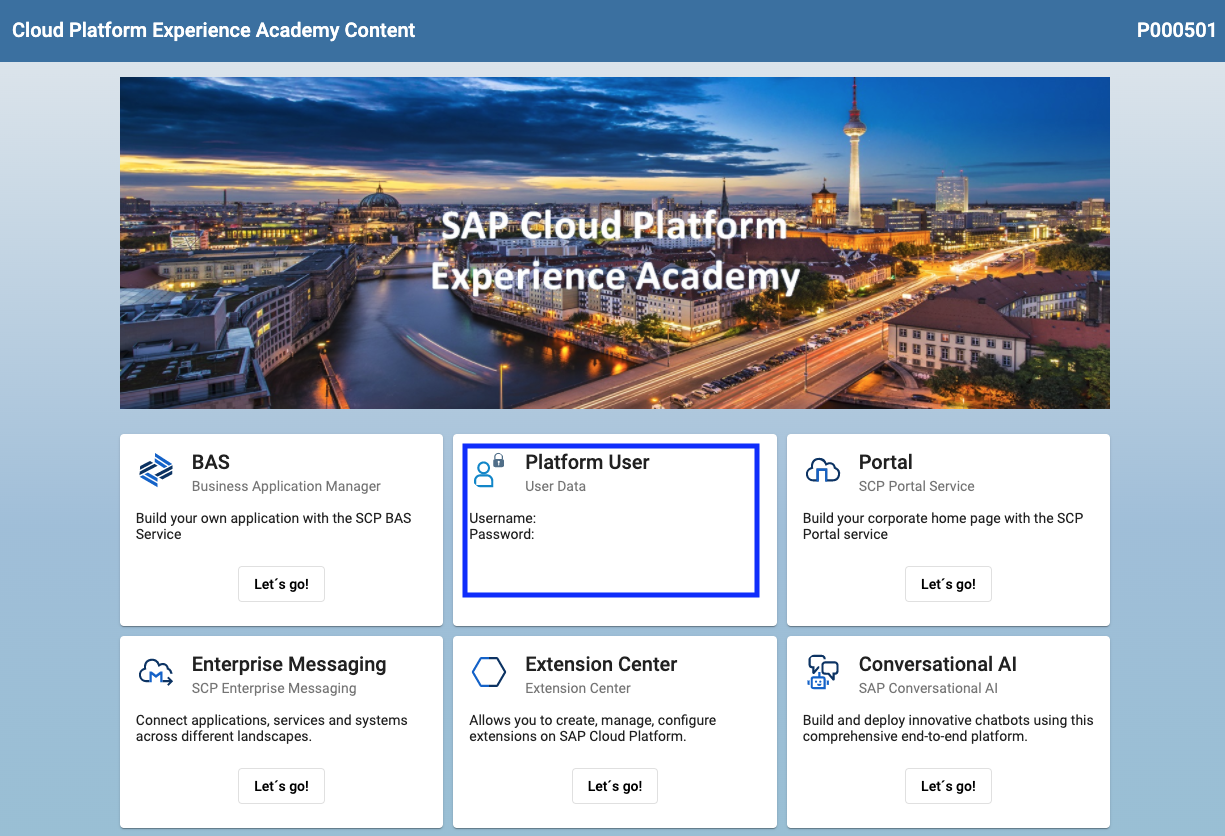 Cloud Platform Experience Academy Content
P000501
SAP Cloud Platform
Experience Academy
BAS
Business Application Manager
Build your own application with the SCP BAS
Service
Let´s go!
Platform User
User Data
Username:
Password:
Portal
SCP Portal Service
Build your corporate home page with the SCP
Portal service
Let´s go!
Enterprise Messaging
SCP Enterprise Messaging
Connect applications, services and systems
across different landscapes.
Let´s go!
Extension Center
Extension Center
Allows you to create, manage, configure
extensions on SAP Cloud Platform.
Let´s go!
Conversational AI
SAP Conversational AI
Build and deploy innovative chatbots using this
comprehensive end-to-end platform.
Let´s go!